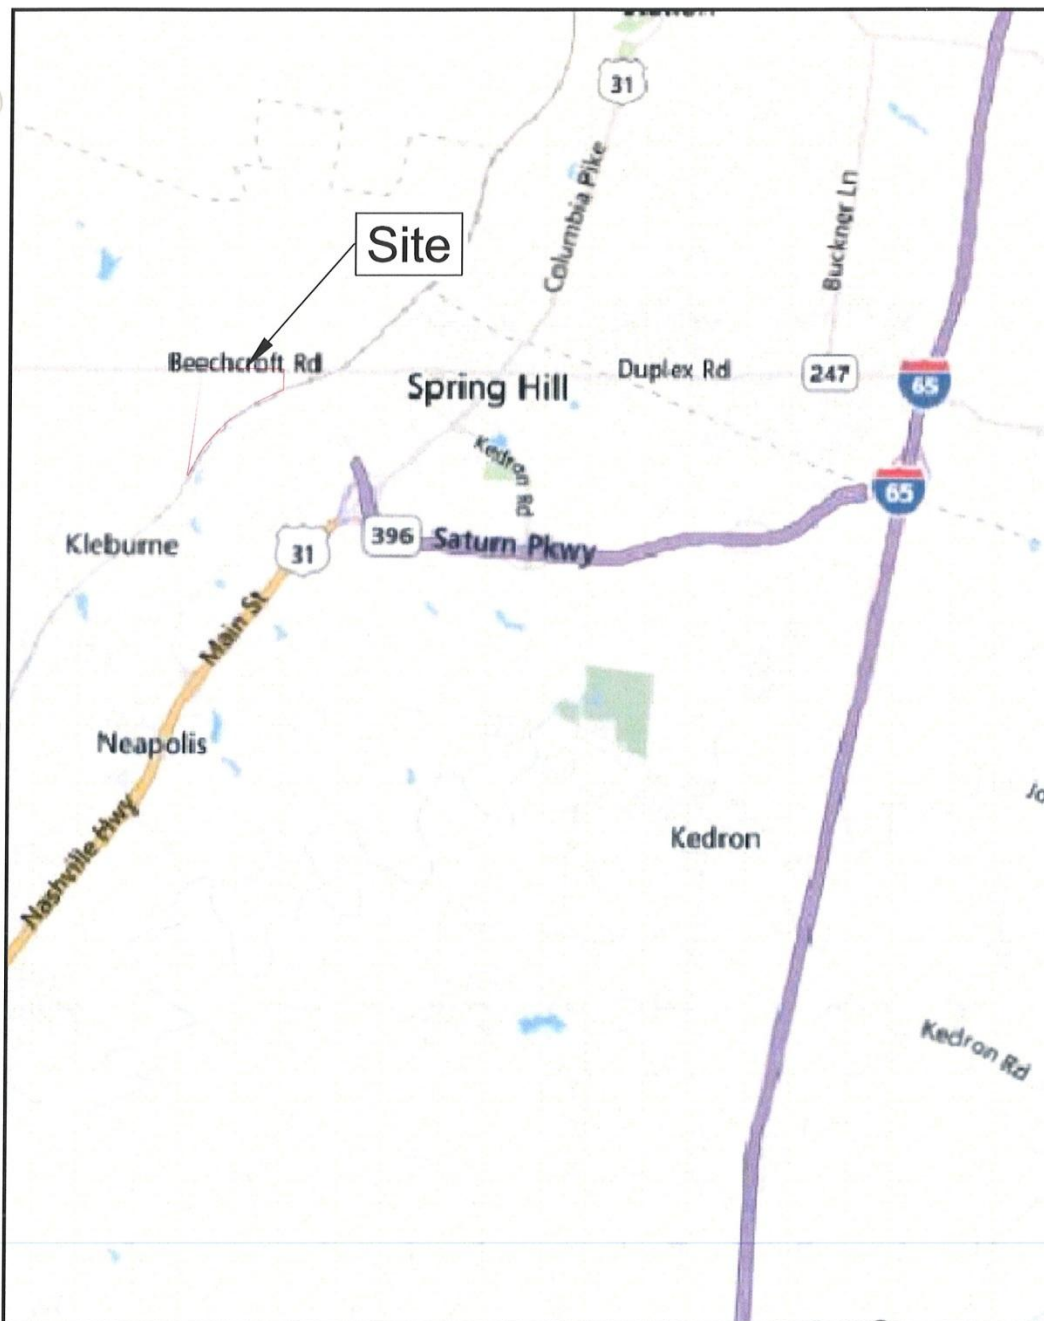 31
Columbia Pike
Buckner Ln
Site
Beechcroft Rd
Spring Hill
Duplex Rd
247
65
Kedron Rd
65
396
Saturn Pkwy
31
Kleburne
Main St
Neapolis
Nashville Hwy
Kedron
Kedron Rd